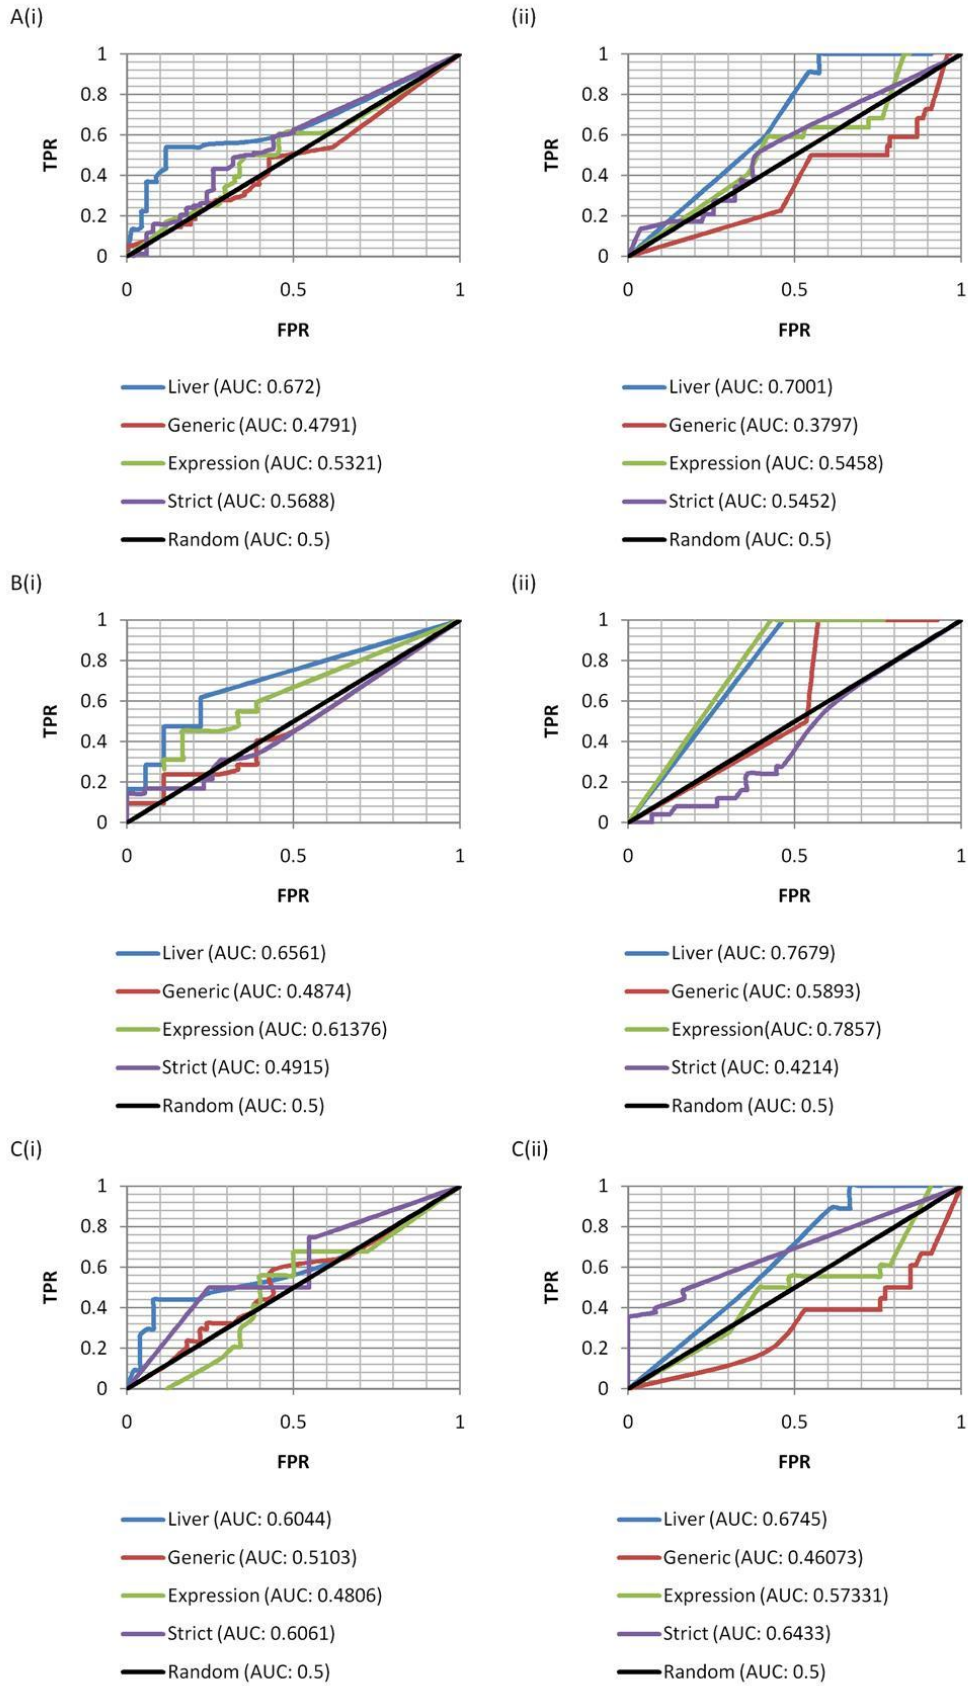 A(i)
(ii)
1
0.8
0.6
0.4
0.2
0
TPR
0
0.5
1
FPR
1
0.8
0.6
0.4
0.2
0
TPR
0
0.5
1
FPR
Liver (AUC: 0.672)
Generic (AUC: 0.4791)
Expression (AUC: 0.5321)
Strict (AUC: 0.5688)
Random (AUC: 0.5)
Liver (AUC: 0.7001)
Generic (AUC: 0.3797)
Expression (AUC: 0.5458)
Strict (AUC: 0.5452)
Random (AUC: 0.5)
B(i)
(ii)
1
0.8
0.6
0.4
0.2
0
TPR
0
0.5
1
FPR
1
0.8
0.6
0.4
0.2
0
TPR
0
0.5
1
FPR
Liver (AUC: 0.6561)
Generic (AUC: 0.4874)
Expression (AUC: 0.61376)
Strict (AUC: 0.4915)
Random (AUC: 0.5)
Liver (AUC: 0.7679)
Generic (AUC: 0.5893)
Expression(AUC: 0.7857)
Strict (AUC: 0.4214)
Random (AUC: 0.5)
C(i)
C(ii)
1
0.8
0.6
0.4
0.2
0
TPR
0
0.5
1
FPR
1
0.8
0.6
0.4
0.2
0
TPR
0
0.5
1
FPR
Liver (AUC: 0.6044)
Generic (AUC: 0.5103)
Expression (AUC: 0.4806)
Strict (AUC: 0.6061)
Random (AUC: 0.5)
Liver (AUC: 0.6745)
Generic (AUC: 0.46073)
Expression (AUC: 0.57331)
Strict (AUC: 0.6433)
Random (AUC: 0.5)